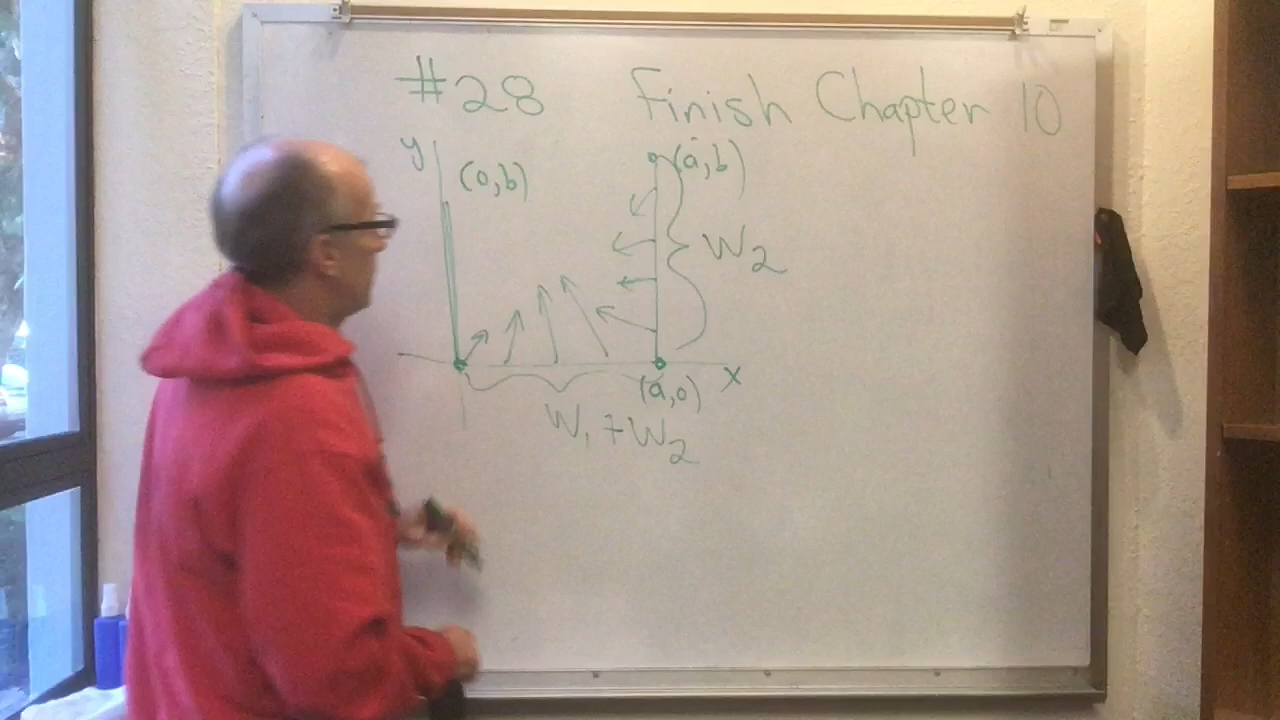 #28 Finish Chapter 10
y (0,b) (a,b)
W2
(a,0) x
W1 + W2